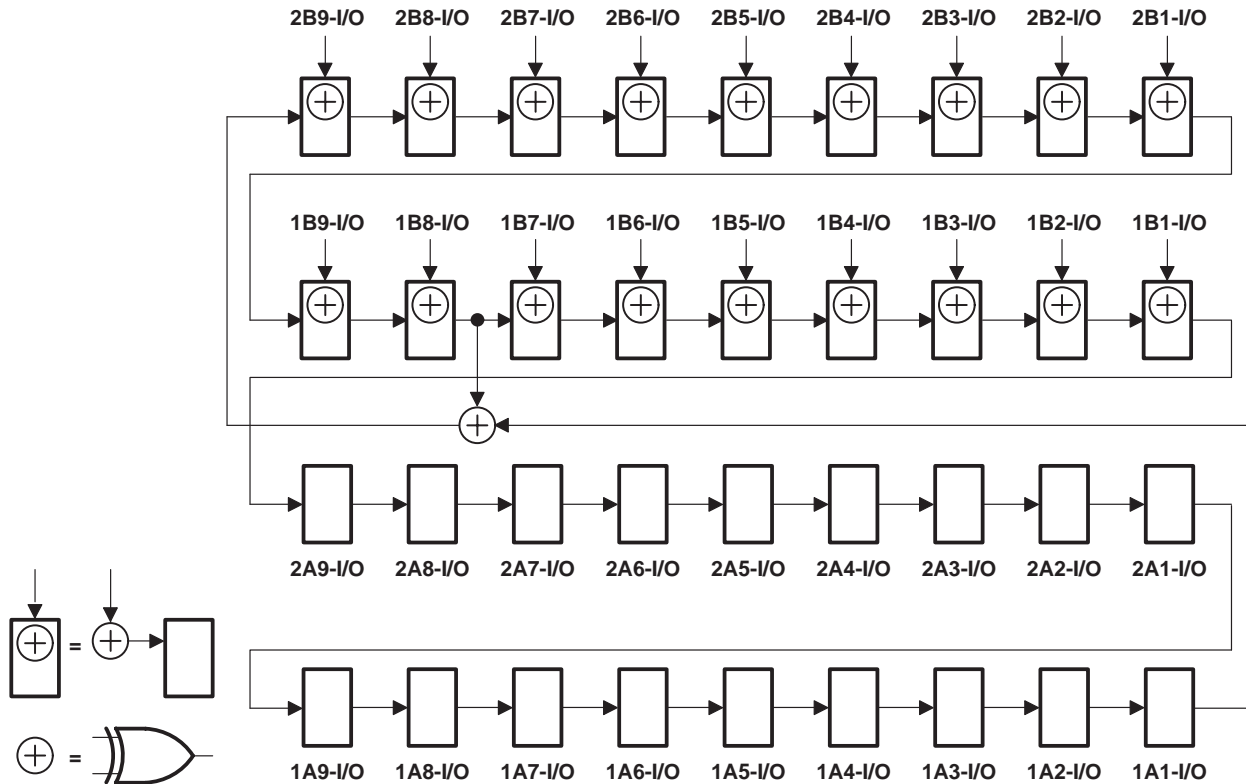 2B9-I/O 2B8-I/O 2B7-I/O 2B6-I/O 2B5-I/O 2B4-I/O 2B3-I/O 2B2-I/O 2B1-I/O
1B9-I/O 1B8-I/O 1B7-I/O 1B6-I/O 1B5-I/O 1B4-I/O 1B3-I/O 1B2-I/O 1B1-I/O
2A9-I/O 2A8-I/O 2A7-I/O 2A6-I/O 2A5-I/O 2A4-I/O 2A3-I/O 2A2-I/O 2A1-I/O
=
=
1A9-I/O 1A8-I/O 1A7-I/O 1A6-I/O 1A5-I/O 1A4-I/O 1A3-I/O 1A2-I/O 1A1-I/O